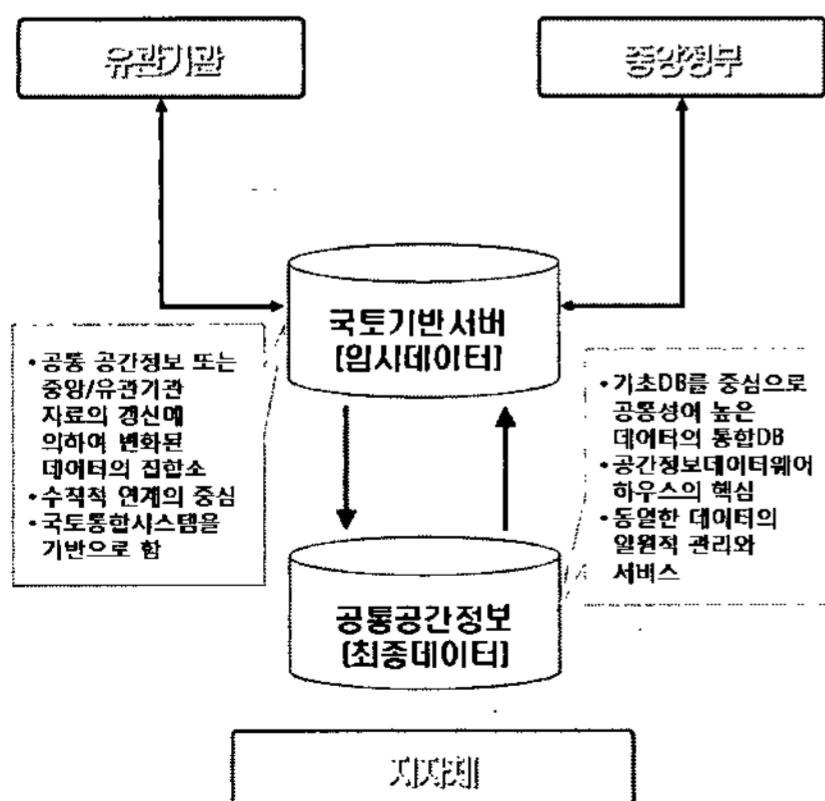 유관기관
중앙정부
국토기반서버
[임시데이터]
• 공통 공간정보 또는
중앙/유관기관
자료의 갱신에
의하여 변화된
데이터의 집합소
• 수직적 연계의 중심
• 국토통합시스템을
기반으로 함
• 기초DB를 중심으로
공통성이 높은
데이터의 통합DB
• 공간정보데이터웨어
하우스의 핵심
• 동일한 데이터의
일원적 관리와
서비스
공통공간정보
[최종데이터]
지자체